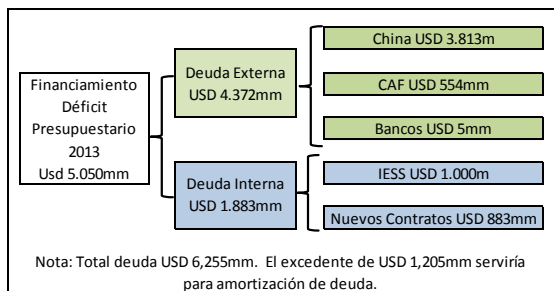 Financiamiento
Déficit
Presupuestario
2013
Usd 5.050mm
Deuda Externa
USD 4.372mm
China USD 3.813m
CAF USD 554mm
Bancos USD 5mm
Deuda Interna
USD 1.883mm
IESS USD 1.000m
Nuevos Contratos USD 883mm
Nota: Total deuda USD 6,255mm. El excedente de USD 1,205mm serviría
para amortización de deuda.